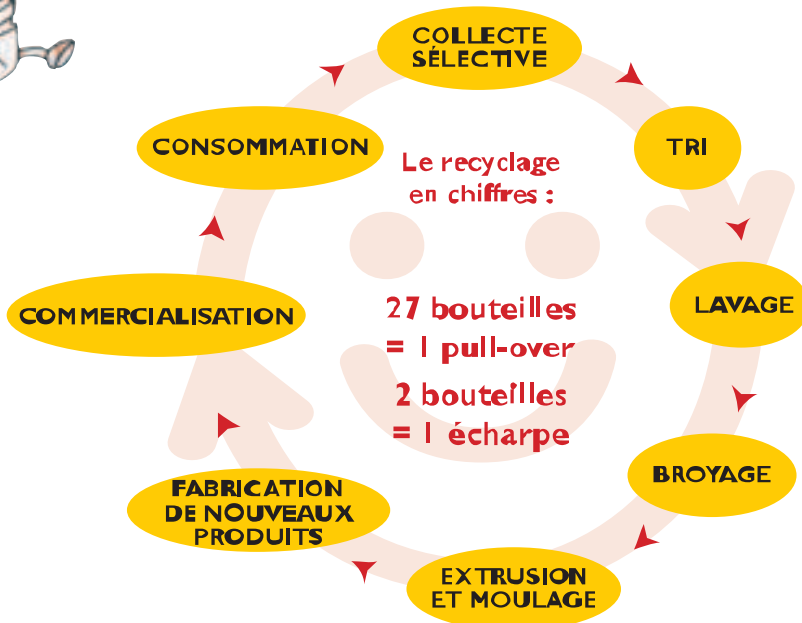 COLLECTE
SÉLECTIVE
TRI
LAVAGE
BROYAGE
EXTRUSION
ET MOULAGE
FABRICATION
DE NOUVEAUX
PRODUITS
COMMERCIALISATION
CONSOMMATION
Le recyclage
en chiffres :
27 bouteilles
= 1 pull-over
2 bouteilles
= 1 écharpe